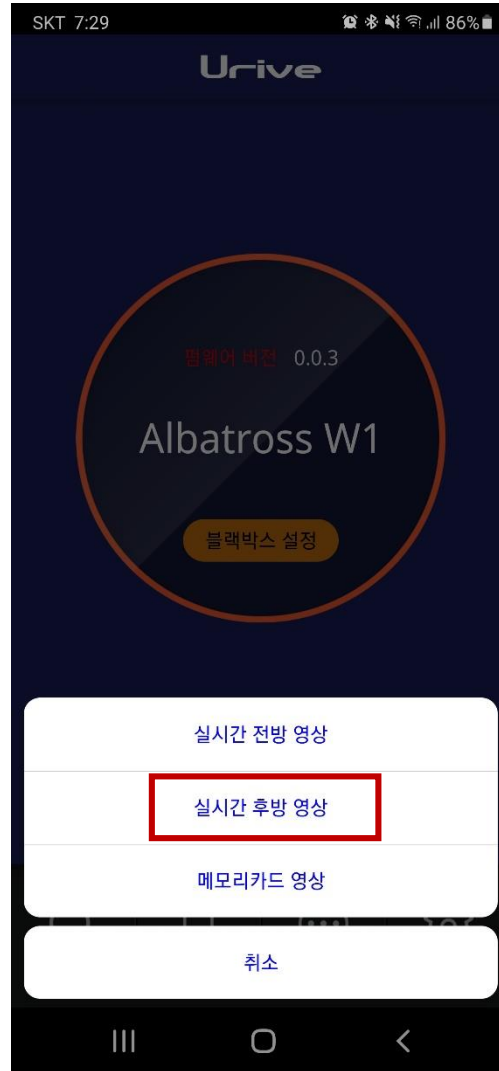 SKT 7:29 86%
Urive
펌웨어 버전 0.0.3
Albatross W1
블랙박스 설정
실시간 전방 영상
실시간 후방 영상
메모리카드 영상
취소